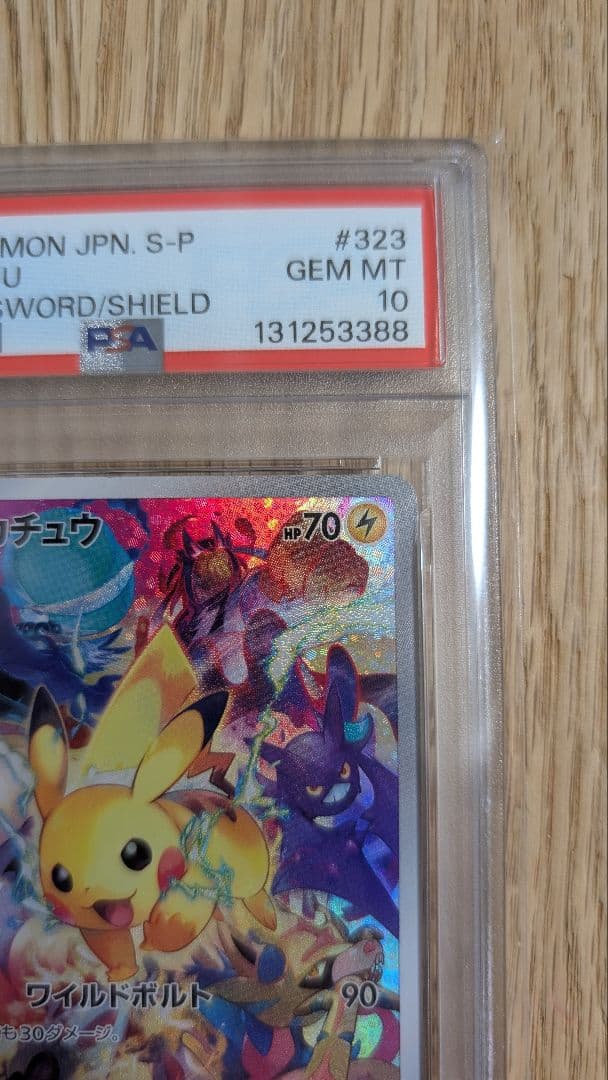 MON JPN. S-P #323
U GEM MT
SWORD/SHIELD 10
PSA 131253388
カチュウ HP70
ワイルドボルト 90
も30ダメージ。